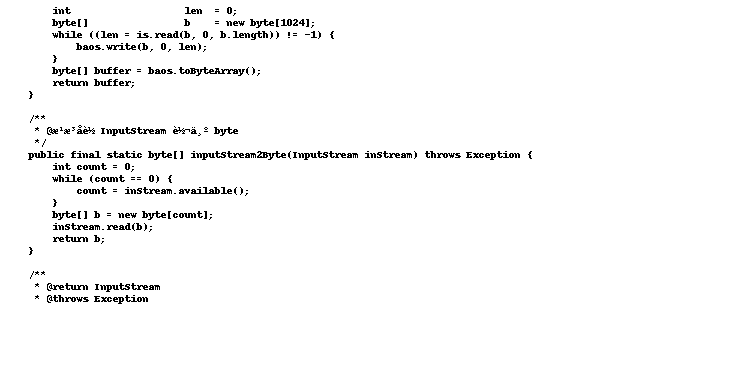 int                     len  = 0;
byte[]                  b    = new byte[1024];
while ((len = is.read(b, 0, b.length)) != -1) {
    baos.write(b, 0, len);
}
byte[] buffer = baos.toByteArray();
return buffer;
}
/**
 * @æ¹æ³åè½ InputStream è½¬ä¸º byte
 */
public final static byte[] inputStream2Byte(InputStream inStream) throws Exception {
    int count = 0;
    while (count == 0) {
        count = inStream.available();
    }
    byte[] b = new byte[count];
    inStream.read(b);
    return b;
}
/**
 * @return InputStream
 * @throws Exception